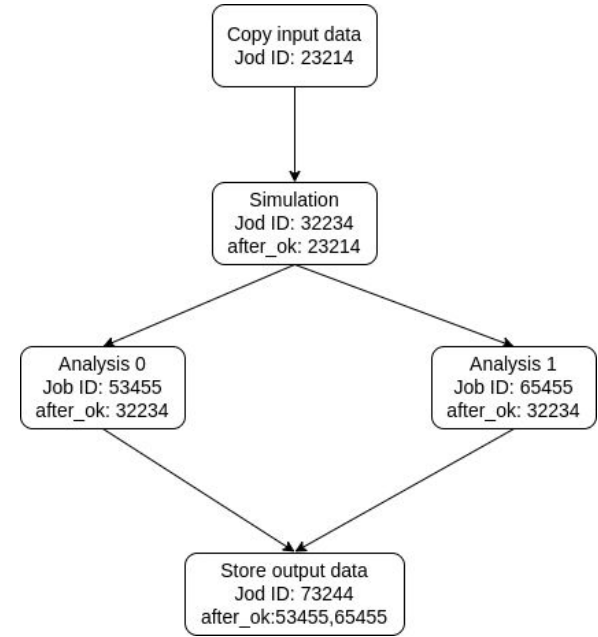 Copy input data
Jod ID: 23214
Simulation
Jod ID: 32234
after_ok: 23214
Analysis 0
Job ID: 53455
after_ok: 32234
Analysis 1
Job ID: 65455
after_ok: 32234
Store output data
Jod ID: 73244
after_ok:53455,65455